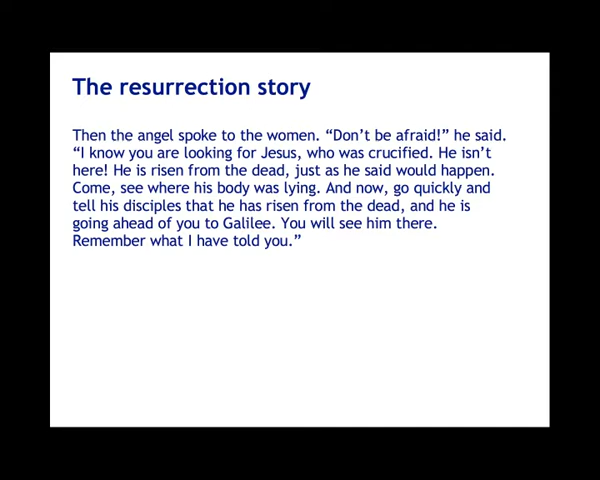 The resurrection story
Then the angel spoke to the women. “Don’t be afraid!” he said.
“I know you are looking for Jesus, who was crucified. He isn’t
here! He is risen from the dead, just as he said would happen.
Come, see where his body was lying. And now, go quickly and
tell his disciples that he has risen from the dead, and he is
going ahead of you to Galilee. You will see him there.
Remember what I have told you.”